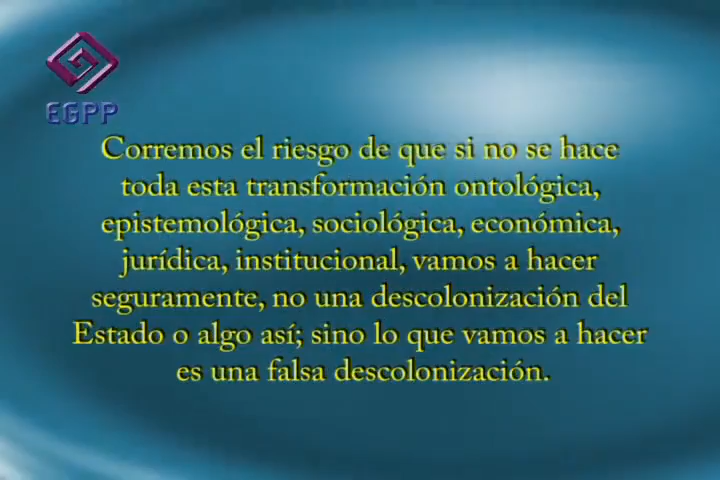 EGPP
Corremos el riesgo de que si no se hace
toda esta transformación ontológica,
epistemológica, sociológica, económica,
jurídica, institucional, vamos a hacer
seguramente, no una descolonización del
Estado o algo así; sino lo que vamos a hacer
es una falsa descolonización.